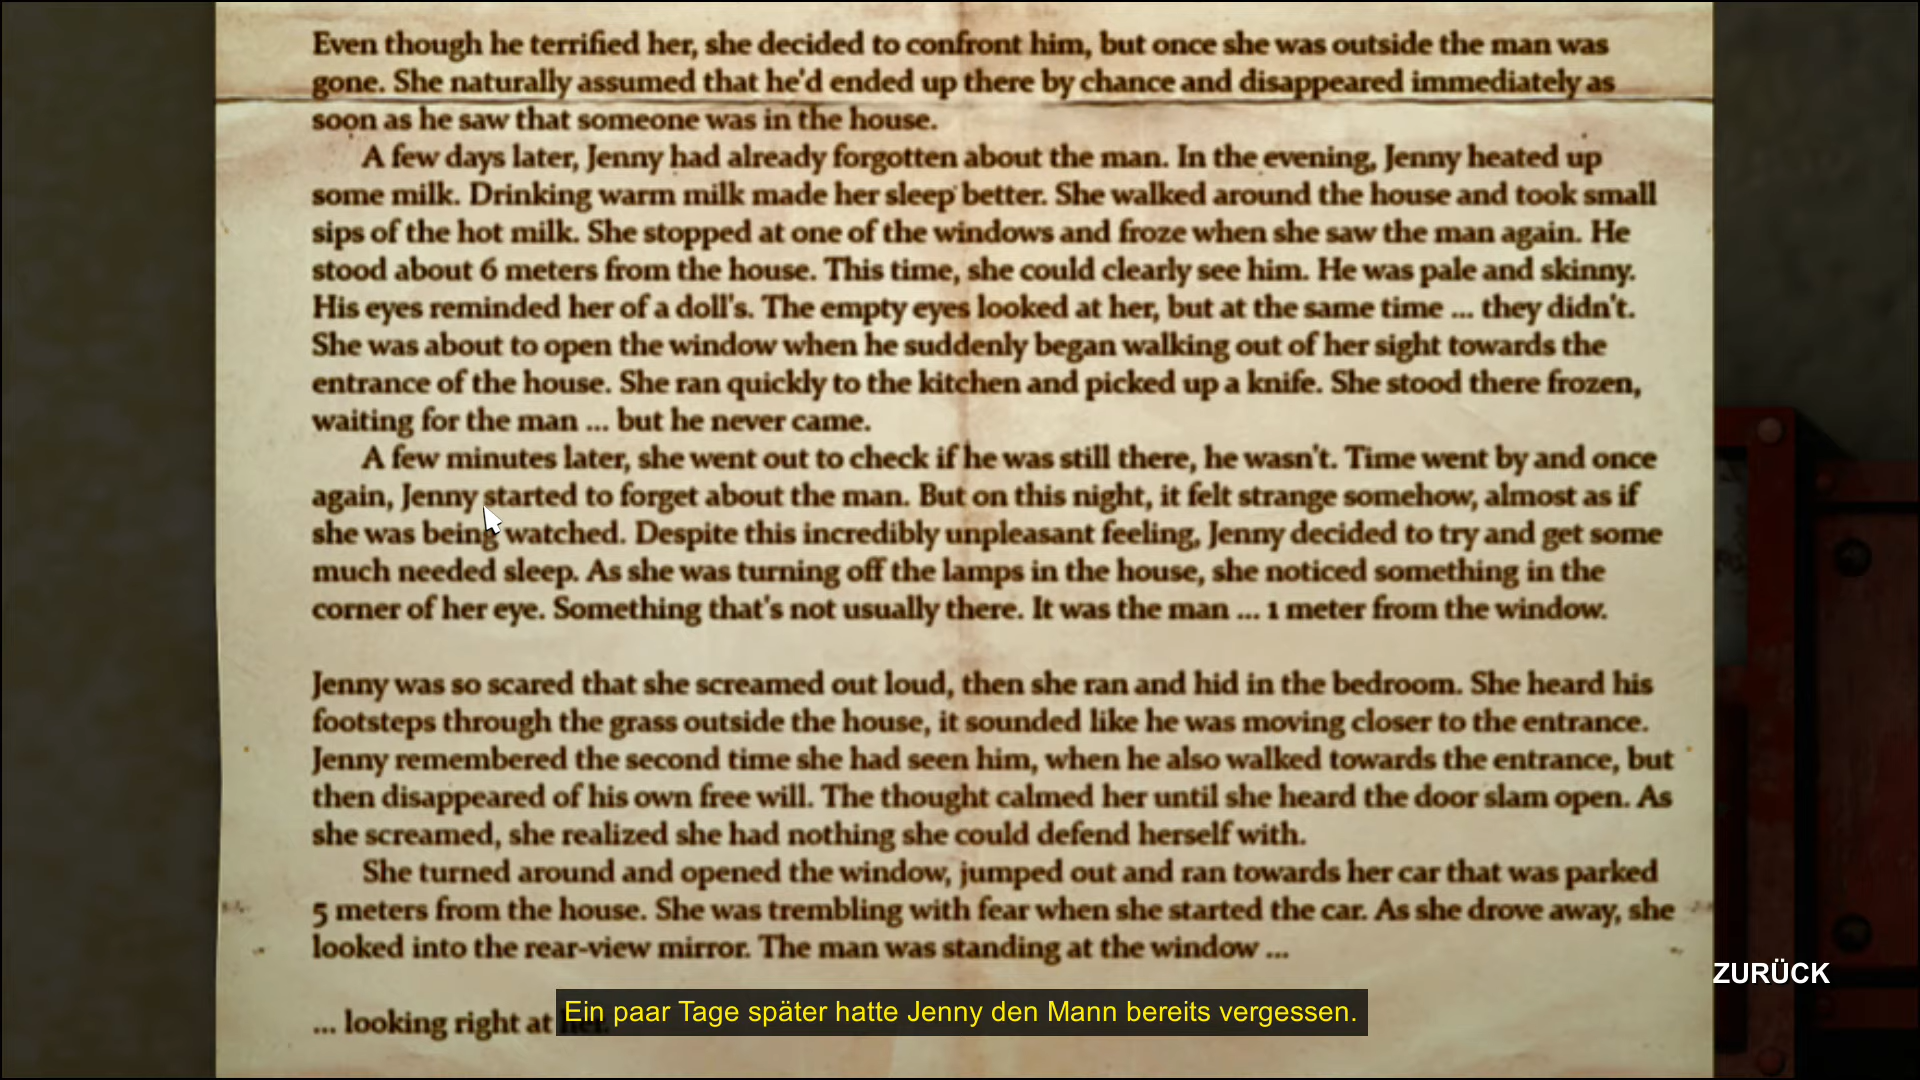 Even though he terrified her, she decided to confront him, but once she was outside the man was
gone. She naturally assumed that he'd ended up there by chance and disappeared immediately as
soon as he saw that someone was in the house.
A few days later, Jenny had already forgotten about the man. In the evening, Jenny heated up
some milk. Drinking warm milk made her sleep better. She walked around the house and took small
sips of the hot milk. She stopped at one of the windows and froze when she saw the man again. He
stood about 6 meters from the house. This time, she could clearly see him. He was pale and skinny.
His eyes reminded her of a doll's. The empty eyes looked at her, but at the same time ... they didn't.
She was about to open the window when he suddenly began walking out of her sight towards the
entrance of the house. She ran quickly to the kitchen and picked up a knife. She stood there frozen,
waiting for the man ... but he never came.
A few minutes later, she went out to check if he was still there, he wasn't. Time went by and once
again, Jenny started to forget about the man. But on this night, it felt strange somehow, almost as if
she was being watched. Despite this incredibly unpleasant feeling, Jenny decided to try and get some
much needed sleep. As she was turning off the lamps in the house, she noticed something in the
corner of her eye. Something that's not usually there. It was the man ... 1 meter from the window.
Jenny was so scared that she screamed out loud, then she ran and hid in the bedroom. She heard his
footsteps through the grass outside the house, it sounded like he was moving closer to the entrance.
Jenny remembered the second time she had seen him, when he also walked towards the entrance, but
then disappeared of his own free will. The thought calmed her until she heard the door slam open. As
she screamed, she realized she had nothing she could defend herself with.
She turned around and opened the window, jumped out and ran towards her car that was parked
5 meters from the house. She was trembling with fear when she started the car. As she drove away, she
looked into the rear-view mirror. The man was standing at the window ...
ZURÜCK
... looking right at her.
Ein paar Tage später hatte Jenny den Mann bereits vergessen.